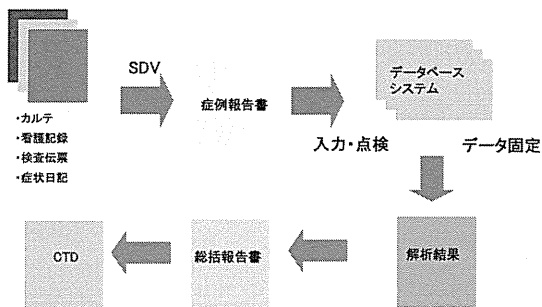 SDV
・カルテ
・看護記録
・検査伝票
・症状日記
症例報告書
データベース
システム
入力・点検
データ固定
CTD
総括報告書
解析結果